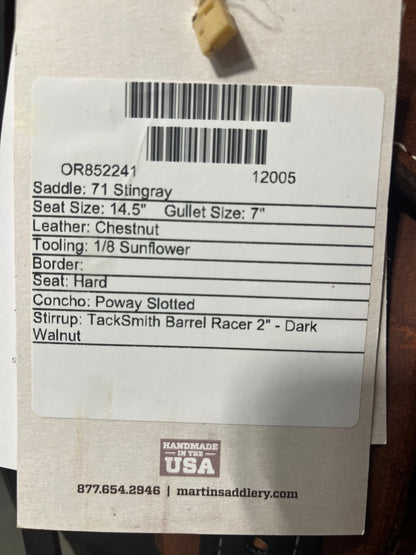 OR852241 12005
Saddle: 71 Stingray
Seat Size: 14.5" Gullet Size: 7"
Leather: Chestnut
Tooling: 1/8 Sunflower
Border:
Seat: Hard
Concho: Poway Slotted
Stirrup: TackSmith Barrel Racer 2" - Dark
Walnut
HANDMADE
IN THE
USA
877.654.2946 | martinsaddlery.com